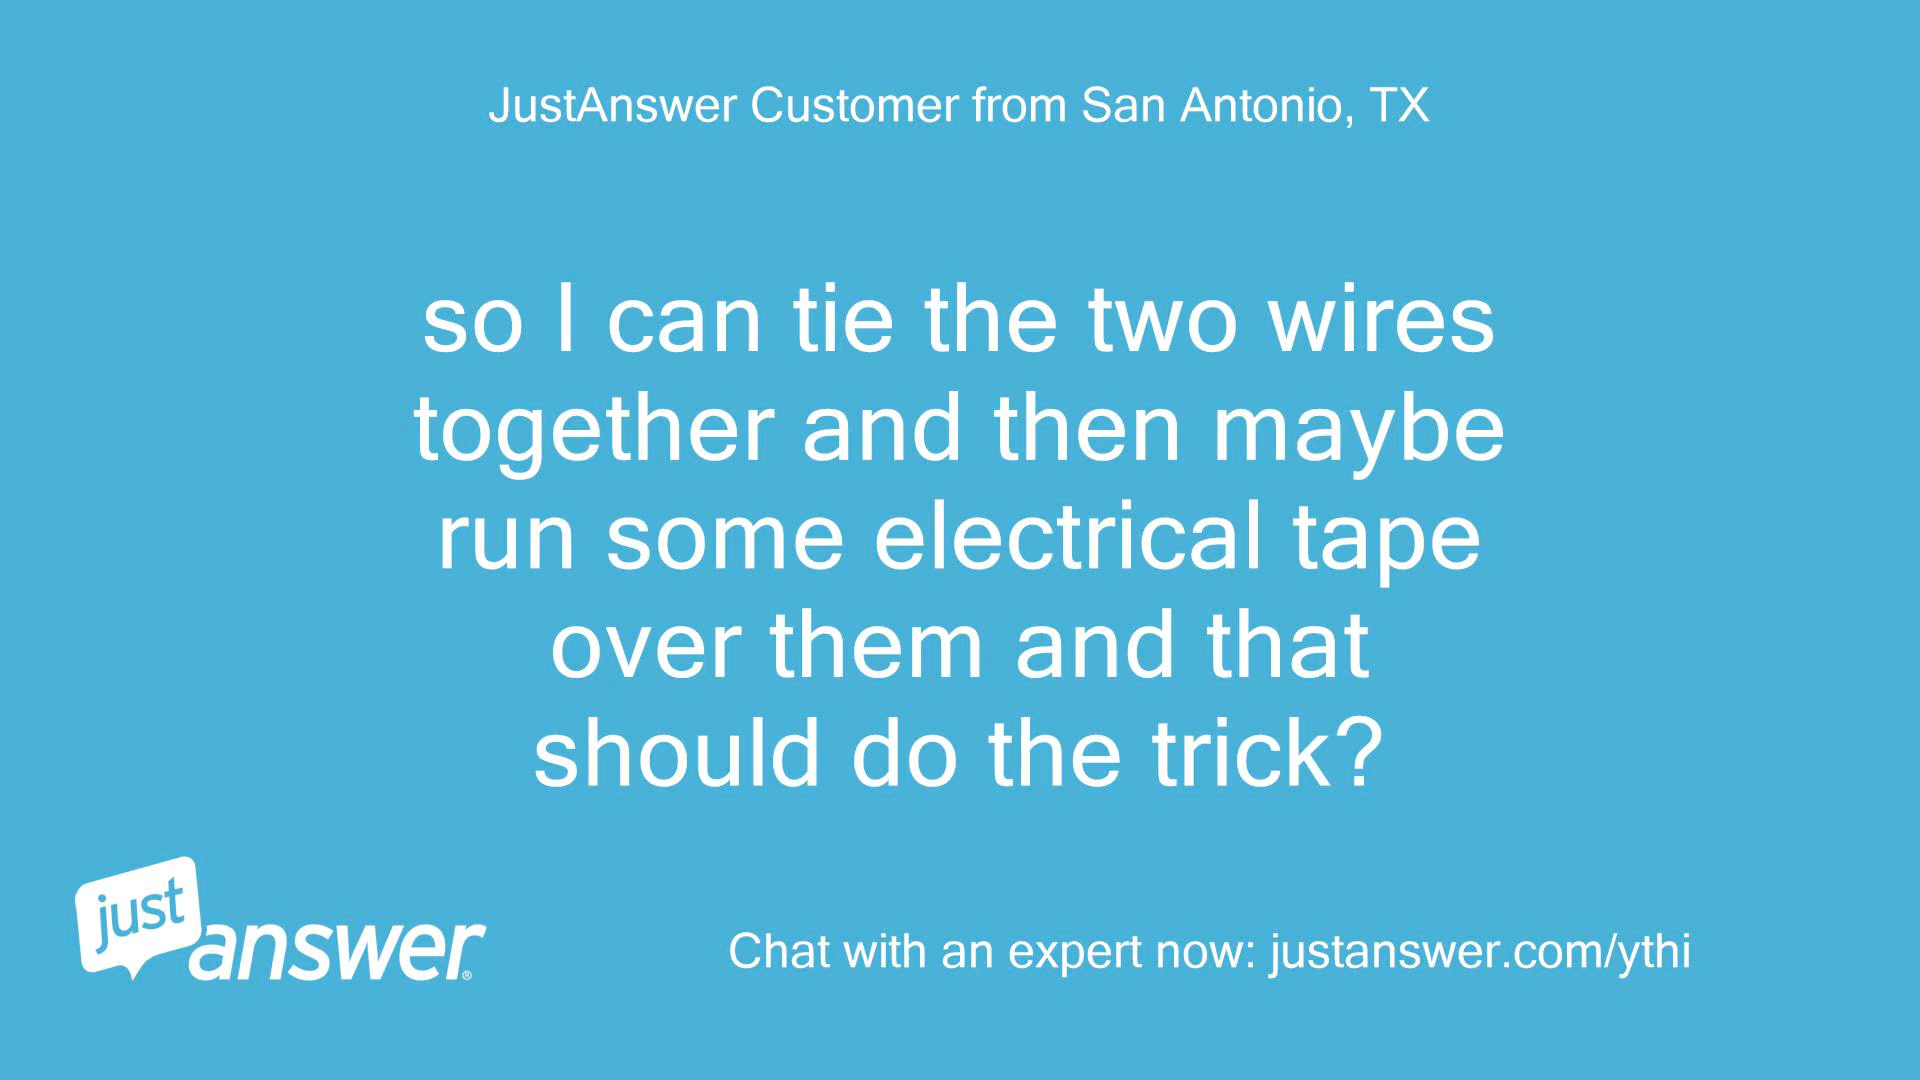 JustAnswer Customer from San Antonio, TX
so I can tie the two wires
together and then maybe
run some electrical tape
over them and that
should do the trick?
just
answer®
Chat with an expert now: justanswer.com/ythi